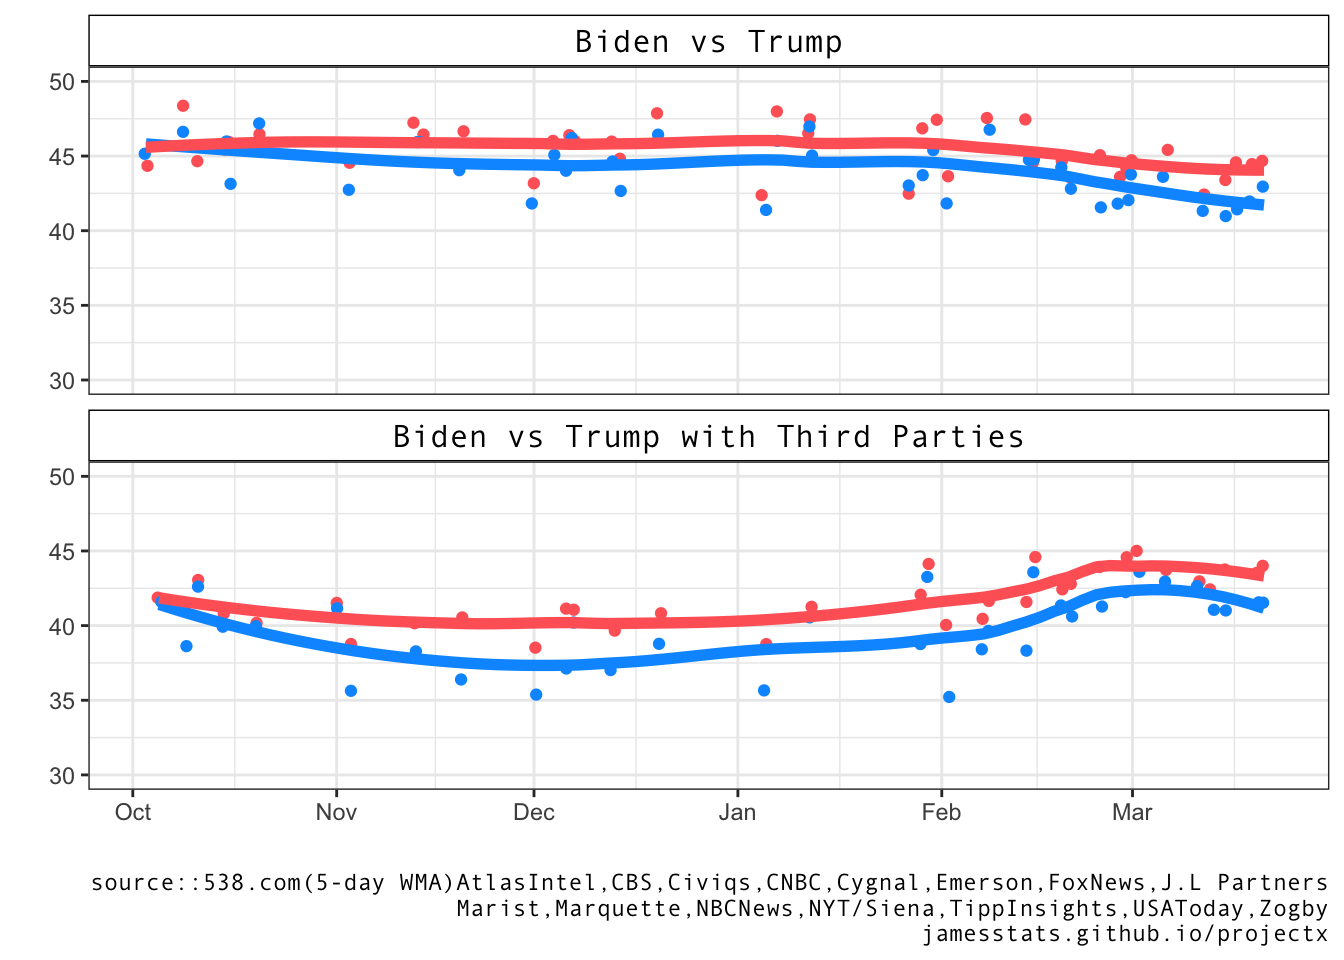 Biden vs Trump
50
45
40
35
30
Biden vs Trump with Third Parties
50
45
40
35
30
Oct Nov Dec Jan Feb Mar
source::538.com(5-day WMA)AtlasIntel,CBS,Civiqs,CNBC,Cygnal,Emerson,FoxNews,J.L Partners
Marist,Marquette,NBCNews,NYT/Siena,TippInsights,USAToday,Zogby
jamesstats.github.io/projectx